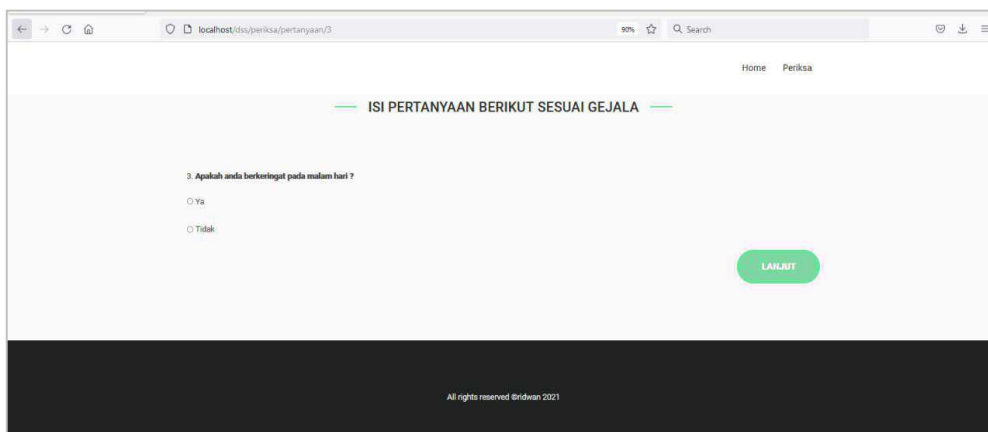 localhost/dss/periksa/pertanyaan/3 90% Search
Home Periksa
ISI PERTANYAAN BERIKUT SESUAI GEJALA
3. Apakah anda berkeringat pada malam hari ?
Ya
Tidak
LANJUT
All rights reserved ©ridwan 2021